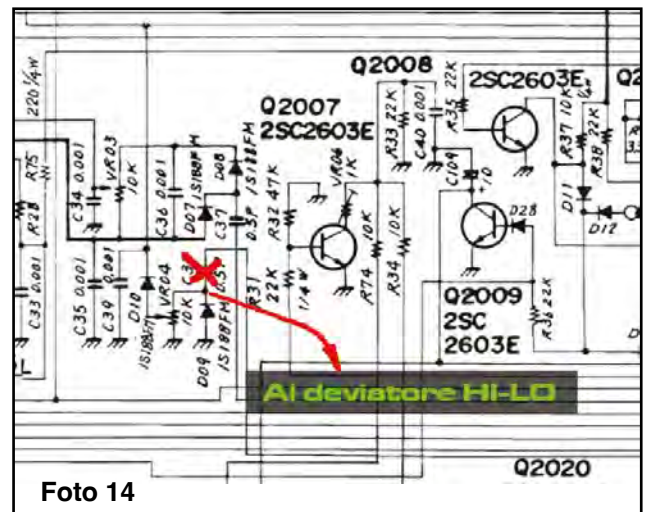 Q2008
2SC2603E
Q2
Q2007
2SC2603E
220 1/4W
R75
R28
C33 0.001
C34 0.001
VR03
10K
C35 0.001
C36 0.001
D07
1S188FM
D08
1S188FM
C37
0.5P
C39 0.001
D10
1S188FM
VR04
10K
D09
1S188FM
R31
22K
1/4W
R32 47K
VR06
1K
R33 22K
R74
10K
R34
10K
C40 0.001
R35 22K
C109
+10
D28
R36 22K
R37 10K
R38 22K
D11
D12
Q2009
2SC
2603E
Al deviatore HI-LO
Q2020
Foto 14